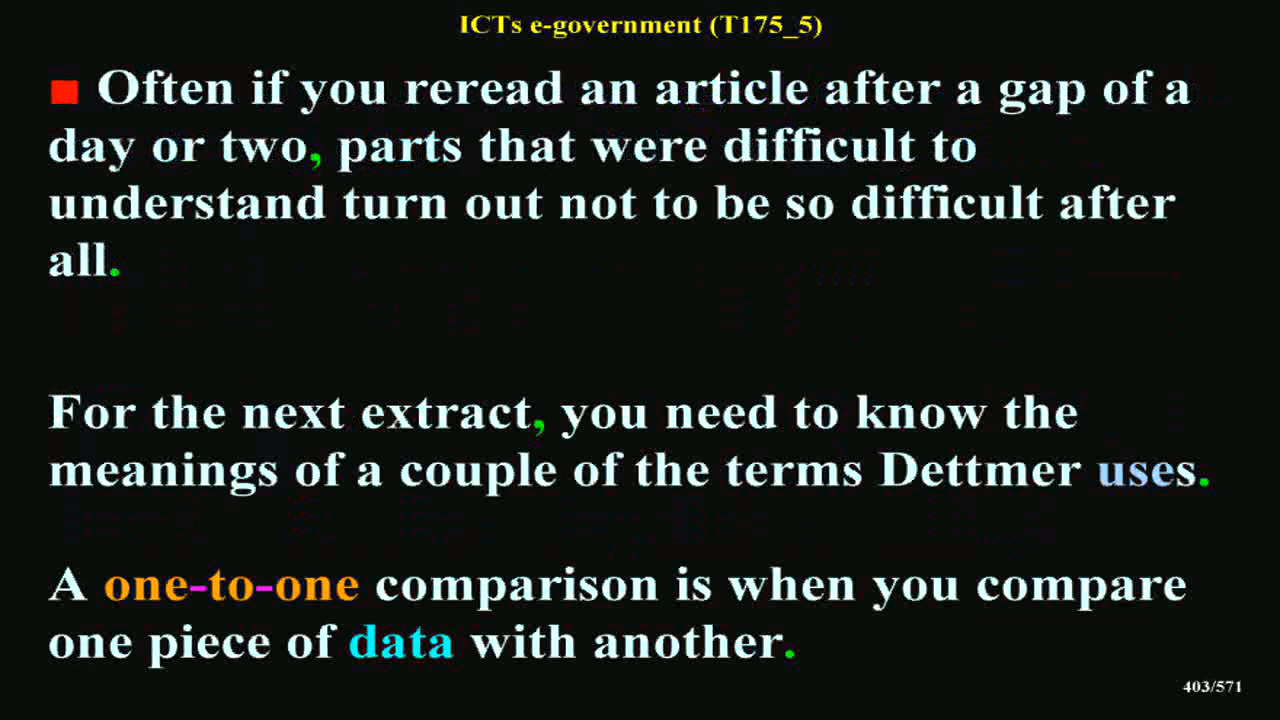 ICTs e-government (T175_5)
■ Often if you reread an article after a gap of a
day or two, parts that were difficult to
understand turn out not to be so difficult after
all.
For the next extract, you need to know the
meanings of a couple of the terms Dettmer uses.
A one-to-one comparison is when you compare
one piece of data with another.
403/571